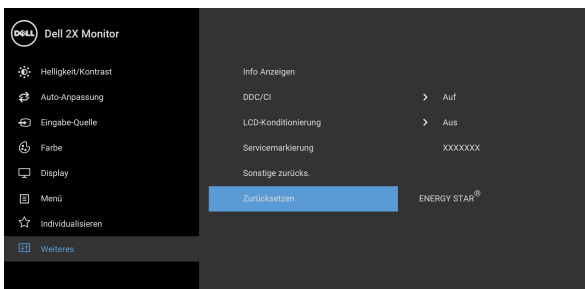 DELL Dell 2X Monitor
Helligkeit/Kontrast Info Anzeigen
Auto-Anpassung DDC/CI Auf
Eingabe-Quelle LCD-Konditionierung Aus
Farbe Servicemarkierung XXXXXXX
Display Sonstige zurücks.
Menü Zurücksetzen ENERGY STAR®
Individualisieren
Weiteres